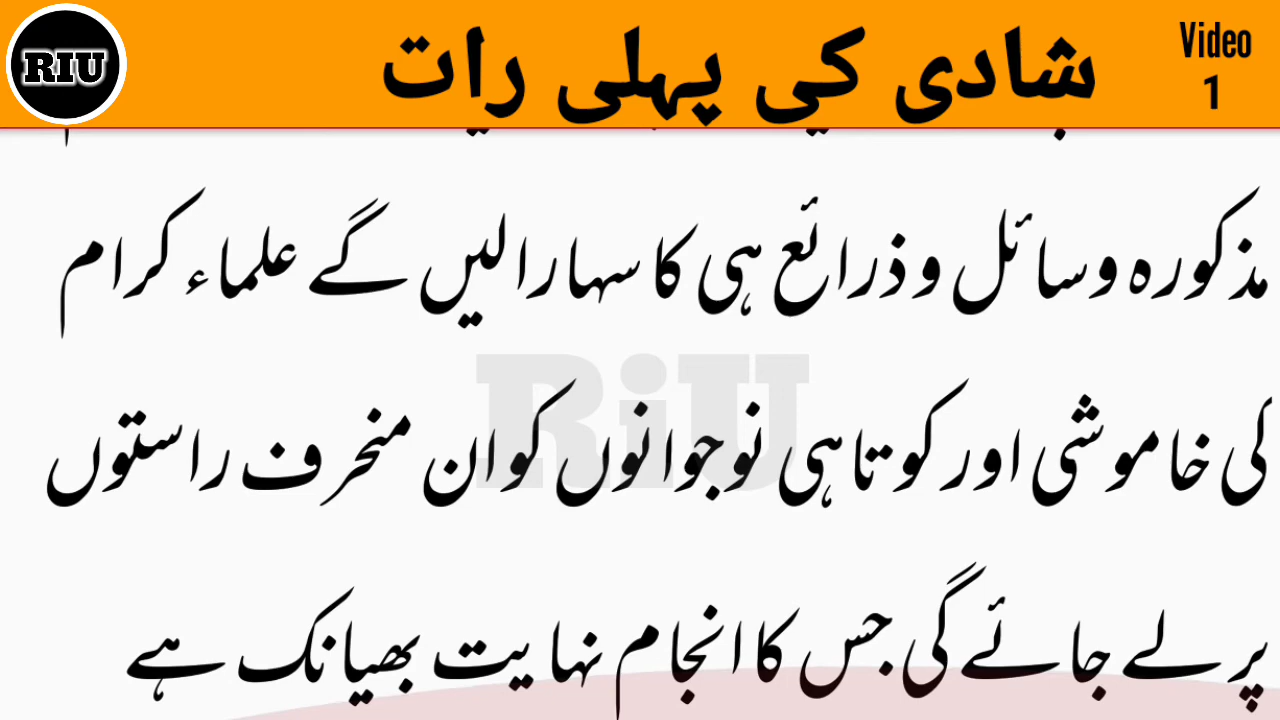 RIU
شادی کی پہلی رات
Video
1
مذکورہ وسائل و ذرائع ہی کا سہارا لیں گے علماء کرام
RiU
کی خاموشی اور کوتاہی نوجوانوں کو ان منحرف راستوں
پر لے جائے گی جس کا انجام نہایت بھیانک ہے